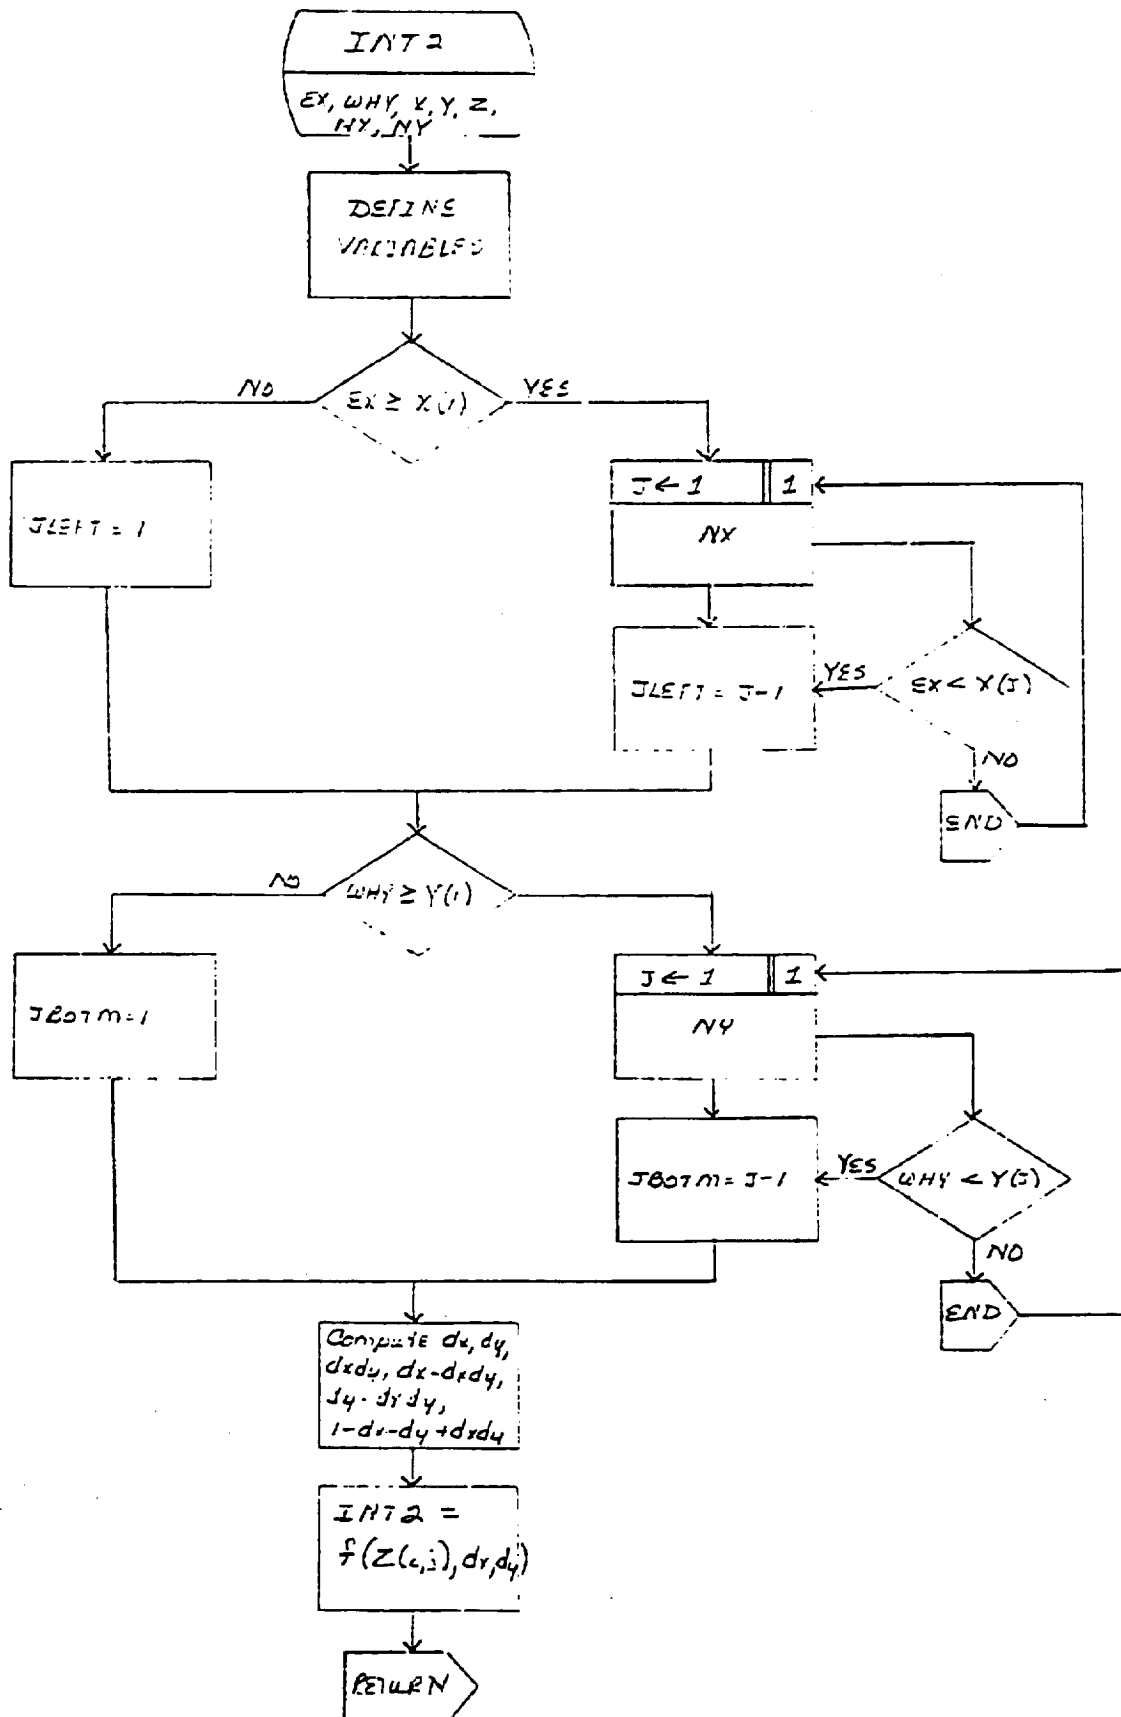 INT2
EX, WHY, X, Y, Z,
NX, NY
DEFINE
VARIABLES
NO
EX ≥ X(1)
YES
JLEFT = 1
J ← 1
1
NX
JLEFT = J-1
YES
EX < X(J)
NO
END
NO
WHY ≥ Y(1)
JBOTM=1
J ← 1
1
NY
JBOTM = J-1
YES
WHY < Y(J)
NO
END
Compute dx, dy,
dxdy, dx-dxdy,
dy-dxdy,
1-dx-dy+dxdy
INT2 =
f(Z(i,j),dx,dy)
RETURN